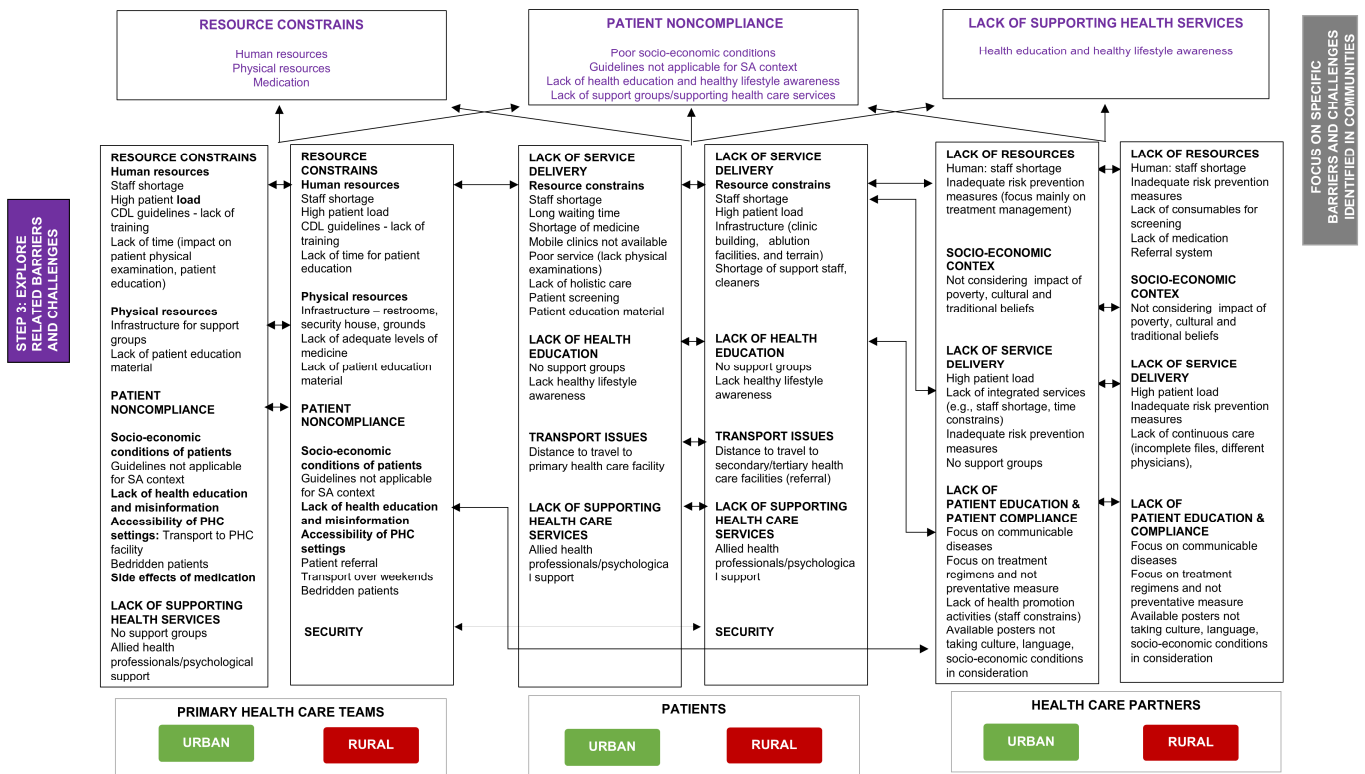 RESOURCE CONSTRAINS
Human resources
Physical resources
Medication
PATIENT NONCOMPLIANCE
Poor socio-economic conditions
Guidelines not applicable for SA context
Lack of health education and healthy lifestyle awareness
Lack of support groups/supporting health care services
LACK OF SUPPORTING HEALTH SERVICES
Health education and healthy lifestyle awareness
FOCUS ON SPECIFIC
BARRIERS AND CHALLENGES
IDENTIFIED IN COMMUNITIES
STEP 3: EXPLORE
RELATED BARRIERS
AND CHALLENGES
RESOURCE CONSTRAINS
Human resources
Staff shortage
High patient load
CDL guidelines - lack of
training
Lack of time (impact on
patient physical
examination, patient
education)
Physical resources
Infrastructure for support
groups
Lack of patient education
material
PATIENT
NONCOMPLIANCE
Socio-economic
conditions of patients
Guidelines not applicable
for SA context
Lack of health education
and misinformation
Accessibility of PHC
settings: Transport to PHC
facility
Bedridden patients
Side effects of medication
LACK OF SUPPORTING
HEALTH SERVICES
No support groups
Allied health
professionals/psychological
support
RESOURCE
CONSTRAINS
Human resources
Staff shortage
High patient load
CDL guidelines - lack of
training
Lack of time for patient
education
Physical resources
Infrastructure – restrooms,
security house, grounds
Lack of adequate levels of
medicine
Lack of patient education
material
PATIENT
NONCOMPLIANCE
Socio-economic
conditions of patients
Guidelines not applicable
for SA context
Lack of health education
and misinformation
Accessibility of PHC
settings
Patient referral
Transport over weekends
Bedridden patients
SECURITY
LACK OF SERVICE
DELIVERY
Resource constrains
Staff shortage
Long waiting time
Shortage of medicine
Mobile clinics not available
Poor service (lack physical
examinations)
Lack of holistic care
Patient screening
Patient education material
LACK OF HEALTH
EDUCATION
No support groups
Lack healthy lifestyle
awareness
TRANSPORT ISSUES
Distance to travel to
primary health care facility
LACK OF SUPPORTING
HEALTH CARE
SERVICES
Allied health
professionals/psychologica
l support
LACK OF SERVICE
DELIVERY
Resource constrains
Staff shortage
High patient load
Infrastructure (clinic
building, ablution
facilities, and terrain)
Shortage of support staff,
cleaners
LACK OF HEALTH
EDUCATION
No support groups
Lack healthy lifestyle
awareness
TRANSPORT ISSUES
Distance to travel to
secondary/tertiary health
care facilities (referral)
LACK OF SUPPORTING
HEALTH CARE
SERVICES
Allied health
professionals/psychologica
l support
SECURITY
LACK OF RESOURCES
Human: staff shortage
Inadequate risk prevention
measures (focus mainly on
treatment management)
SOCIO-ECONOMIC
CONTEX
Not considering impact of
poverty, cultural and
traditional beliefs
LACK OF SERVICE
DELIVERY
High patient load
Lack of integrated services
(e.g., staff shortage, time
constrains)
Inadequate risk prevention
measures
No support groups
LACK OF
PATIENT EDUCATION &
PATIENT COMPLIANCE
Focus on communicable
diseases
Focus on treatment
regimens and not
preventative measure
Lack of health promotion
activities (staff constrains)
Available posters not
taking culture, language,
socio-economic conditions
in consideration
LACK OF RESOURCES
Human: staff shortage
Inadequate risk prevention
measures
Lack of consumables for
screening
Lack of medication
Referral system
SOCIO-ECONOMIC
CONTEX
Not considering impact of
poverty, cultural and
traditional beliefs
LACK OF SERVICE
DELIVERY
High patient load
Inadequate risk prevention
measures
Lack of continuous care
(incomplete files, different
physicians),
LACK OF
PATIENT EDUCATION &
COMPLIANCE
Focus on communicable
diseases
Focus on treatment
regimens and not
preventative measure
Available posters not
taking culture, language,
socio-economic conditions
in consideration
PRIMARY HEALTH CARE TEAMS
URBAN
RURAL
PATIENTS
URBAN
RURAL
HEALTH CARE PARTNERS
URBAN
RURAL